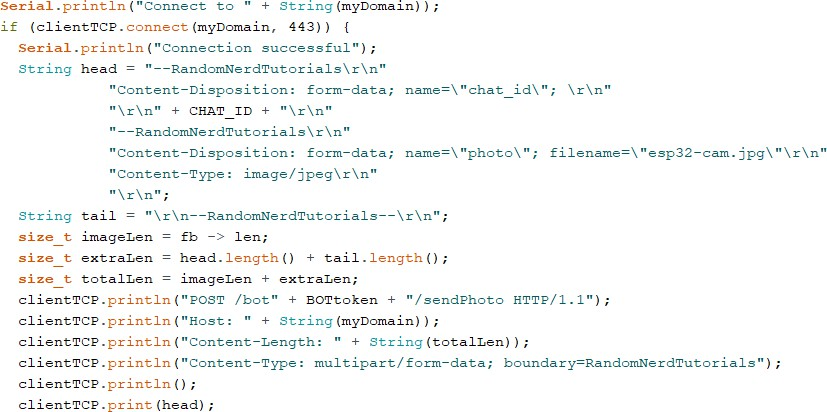 Serial.println("Connect to " + String(myDomain));
if (clientTCP.connect(myDomain, 443)) {
  Serial.println("Connection successful");
  String head = "--RandomNerdTutorials\r\n"
            "Content-Disposition: form-data; name=\"chat_id\"; \r\n"
            "\r\n" + CHAT_ID + "\r\n"
            "--RandomNerdTutorials\r\n"
            "Content-Disposition: form-data; name=\"photo\"; filename=\"esp32-cam.jpg\"\r\n"
            "Content-Type: image/jpeg\r\n"
            "\r\n";
  String tail = "\r\n--RandomNerdTutorials--\r\n";
  size_t imageLen = fb -> len;
  size_t extraLen = head.length() + tail.length();
  size_t totalLen = imageLen + extraLen;
  clientTCP.println("POST /bot" + BOTtoken + "/sendPhoto HTTP/1.1");
  clientTCP.println("Host: " + String(myDomain));
  clientTCP.println("Content-Length: " + String(totalLen));
  clientTCP.println("Content-Type: multipart/form-data; boundary=RandomNerdTutorials");
  clientTCP.println();
  clientTCP.print(head);